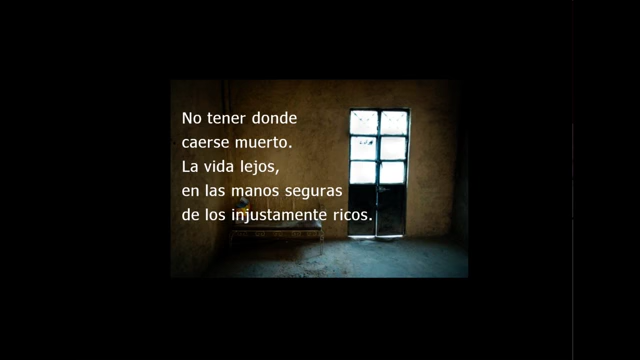 No tener donde
caerse muerto.
La vida lejos,
en las manos seguras
de los injustamente ricos.